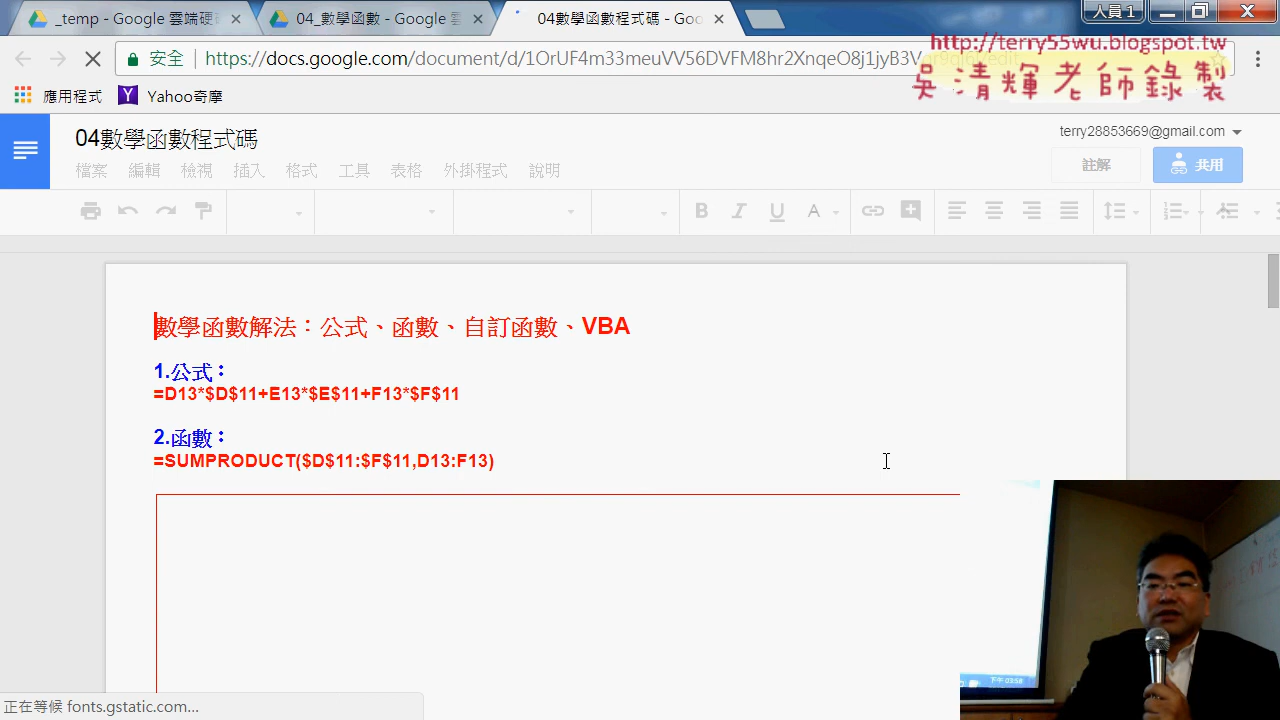 _temp - Google 雲端硬
04_數學函數 - Google 雲
04數學函數程式碼 - Goo
人員 1
安全
https://docs.google.com/document/d/1OrUF4m33meuVV56DVFM8hr2XnqeO8j1jyB3V
http://terry55wu.blogspot.tw
吳清輝老師錄製
應用程式
Yahoo奇摩
04數學函數程式碼
terry28853669@gmail.com
檔案 編輯 檢視 插入 格式 工具 表格 外掛程式 說明
註解
共用
B I U A
數學函數解法：公式、函數、自訂函數、VBA
1.公式：
=D13*$D$11+E13*$E$11+F13*$F$11
2.函數：
=SUMPRODUCT($D$11:$F$11,D13:F13)
下午 03:58
正在等候 fonts.gstatic.com...